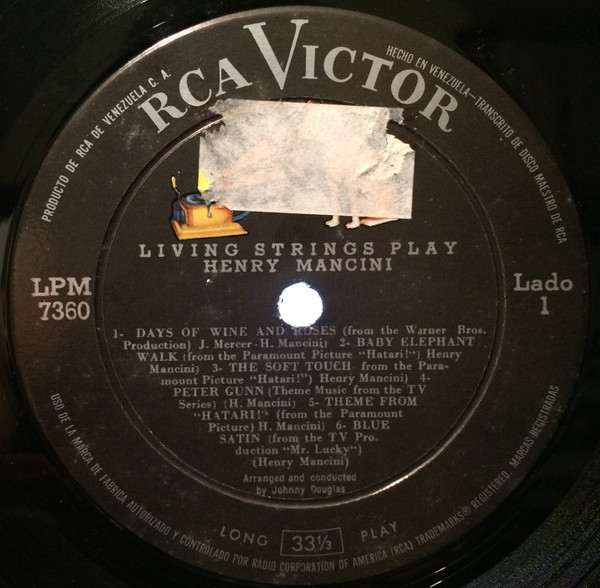 RCA VICTOR
PRODUCTO DE RCA DE VENEZUELA C. A.
HECHO EN VENEZUELA—TRANSCRITO DE DISCO MAESTRO DE RCA
LIVING STRINGS PLAY
HENRY MANCINI
LPM
7360
Lado
1
1- DAYS OF WINE AND ROSES (from the Warner Bros.
Production) J. Mercer-H. Mancini) 2- BABY ELEPHANT
WALK (from the Paramount Picture "Hatari!") Henry
Mancini) 3- THE SOFT TOUCH from the Para-
mount Picture "Hatari!") Henry Mancini) 4-
PETER GUNN (Theme Music from the TV
Series) (H. Mancini) 5- THEME FROM
"HATARI!" (from the Paramount
Picture) H. Mancini) 6- BLUE
SATIN (from the TV Pro-
duction "Mr. Lucky")
(Henry Mancini)
Arranged and conducted
by Johnny Douglas
LONG 33 1/3 PLAY
USO DE LA MARCA DE FABRICA AUTORIZADO Y CONTROLADO POR RADIO CORPORATION OF AMERICA (RCA) TRADEMARKS® REGISTERED. MARCAS REGISTRADAS